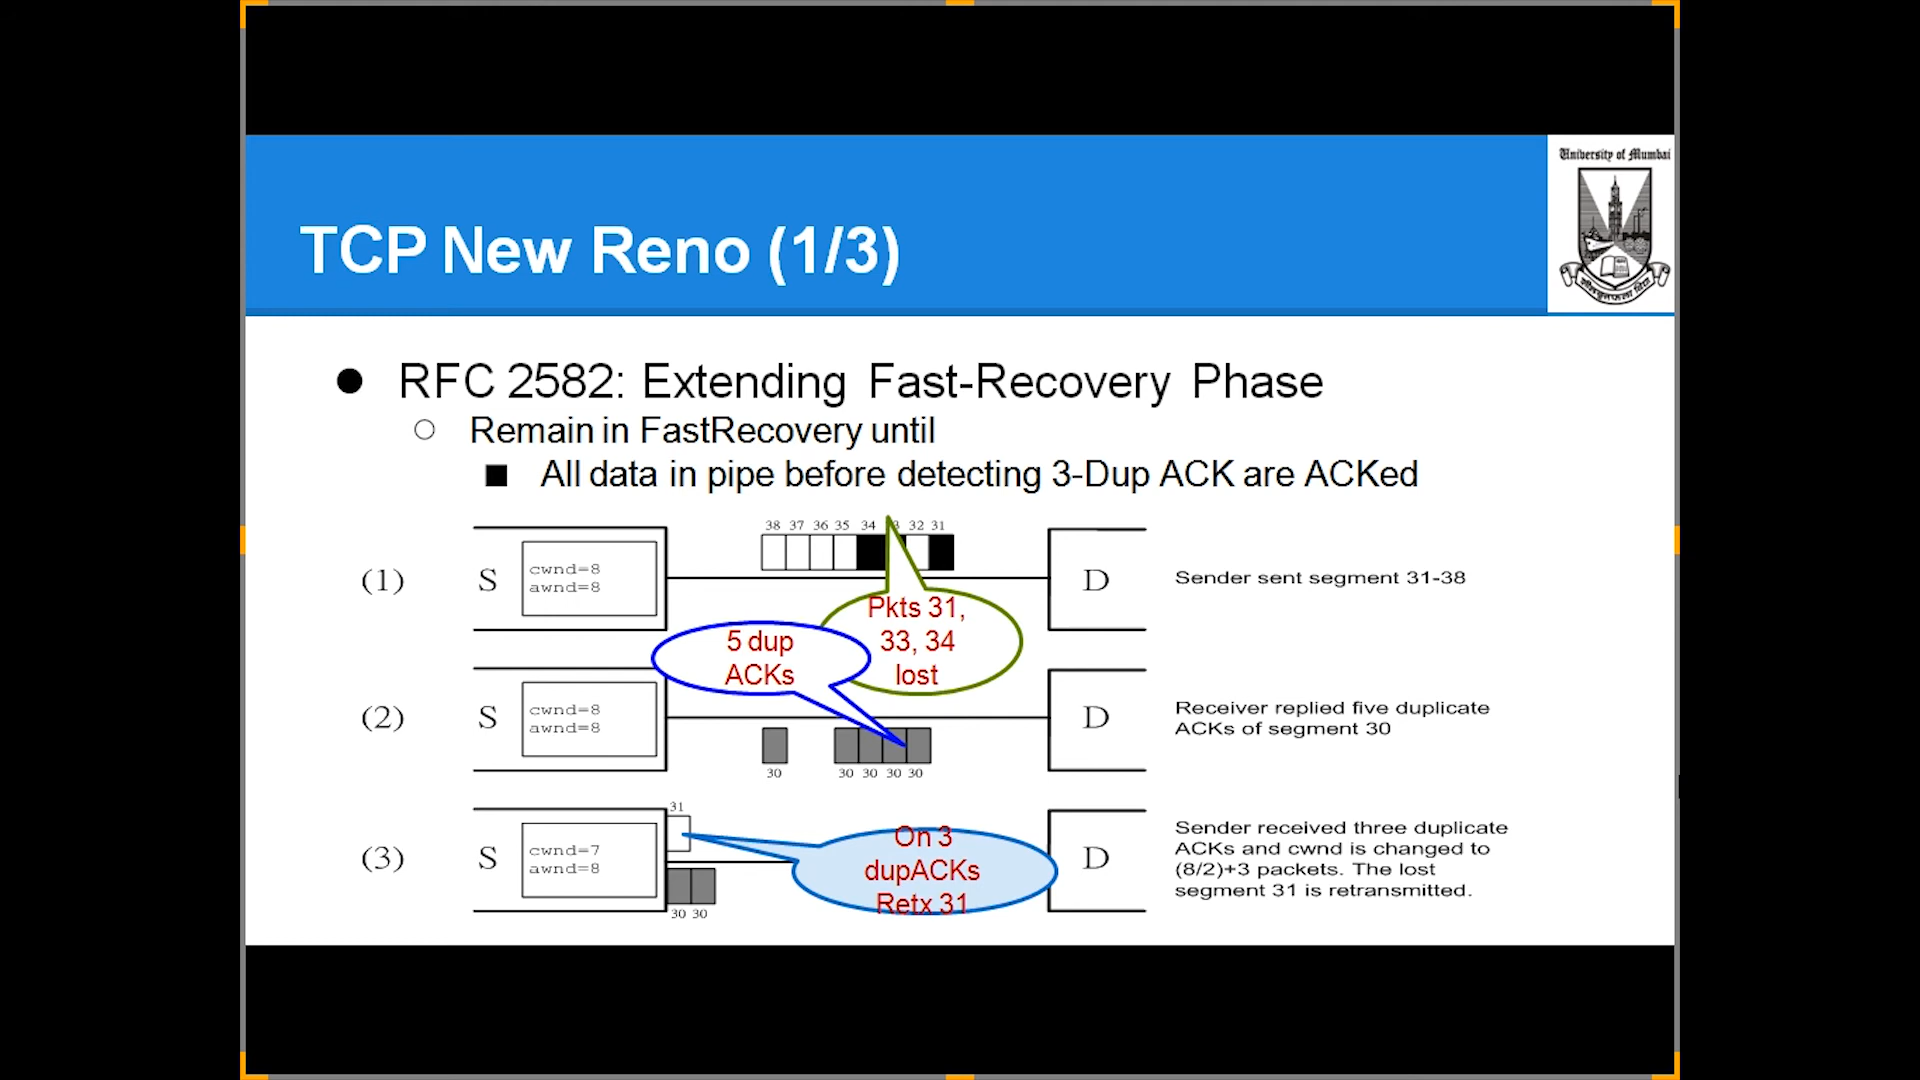 University of Mumbai
TCP New Reno (1/3)
RFC 2582: Extending Fast-Recovery Phase
Remain in FastRecovery until
All data in pipe before detecting 3-Dup ACK are ACKed
38 37 36 35 34 3 32 31
(1) S cwnd=8 D Sender sent segment 31-38
awnd=8
Pkts 31,
33, 34
lost
5 dup
ACKs
(2) S cwnd=8 D Receiver replied five duplicate
awnd=8 ACKs of segment 30
30 30 30 30 30
31
(3) S cwnd=7 D Sender received three duplicate
awnd=8 ACKs and cwnd is changed to
(8/2)+3 packets. The lost
segment 31 is retransmitted.
On 3
dupACKs
Retx 31
30 30